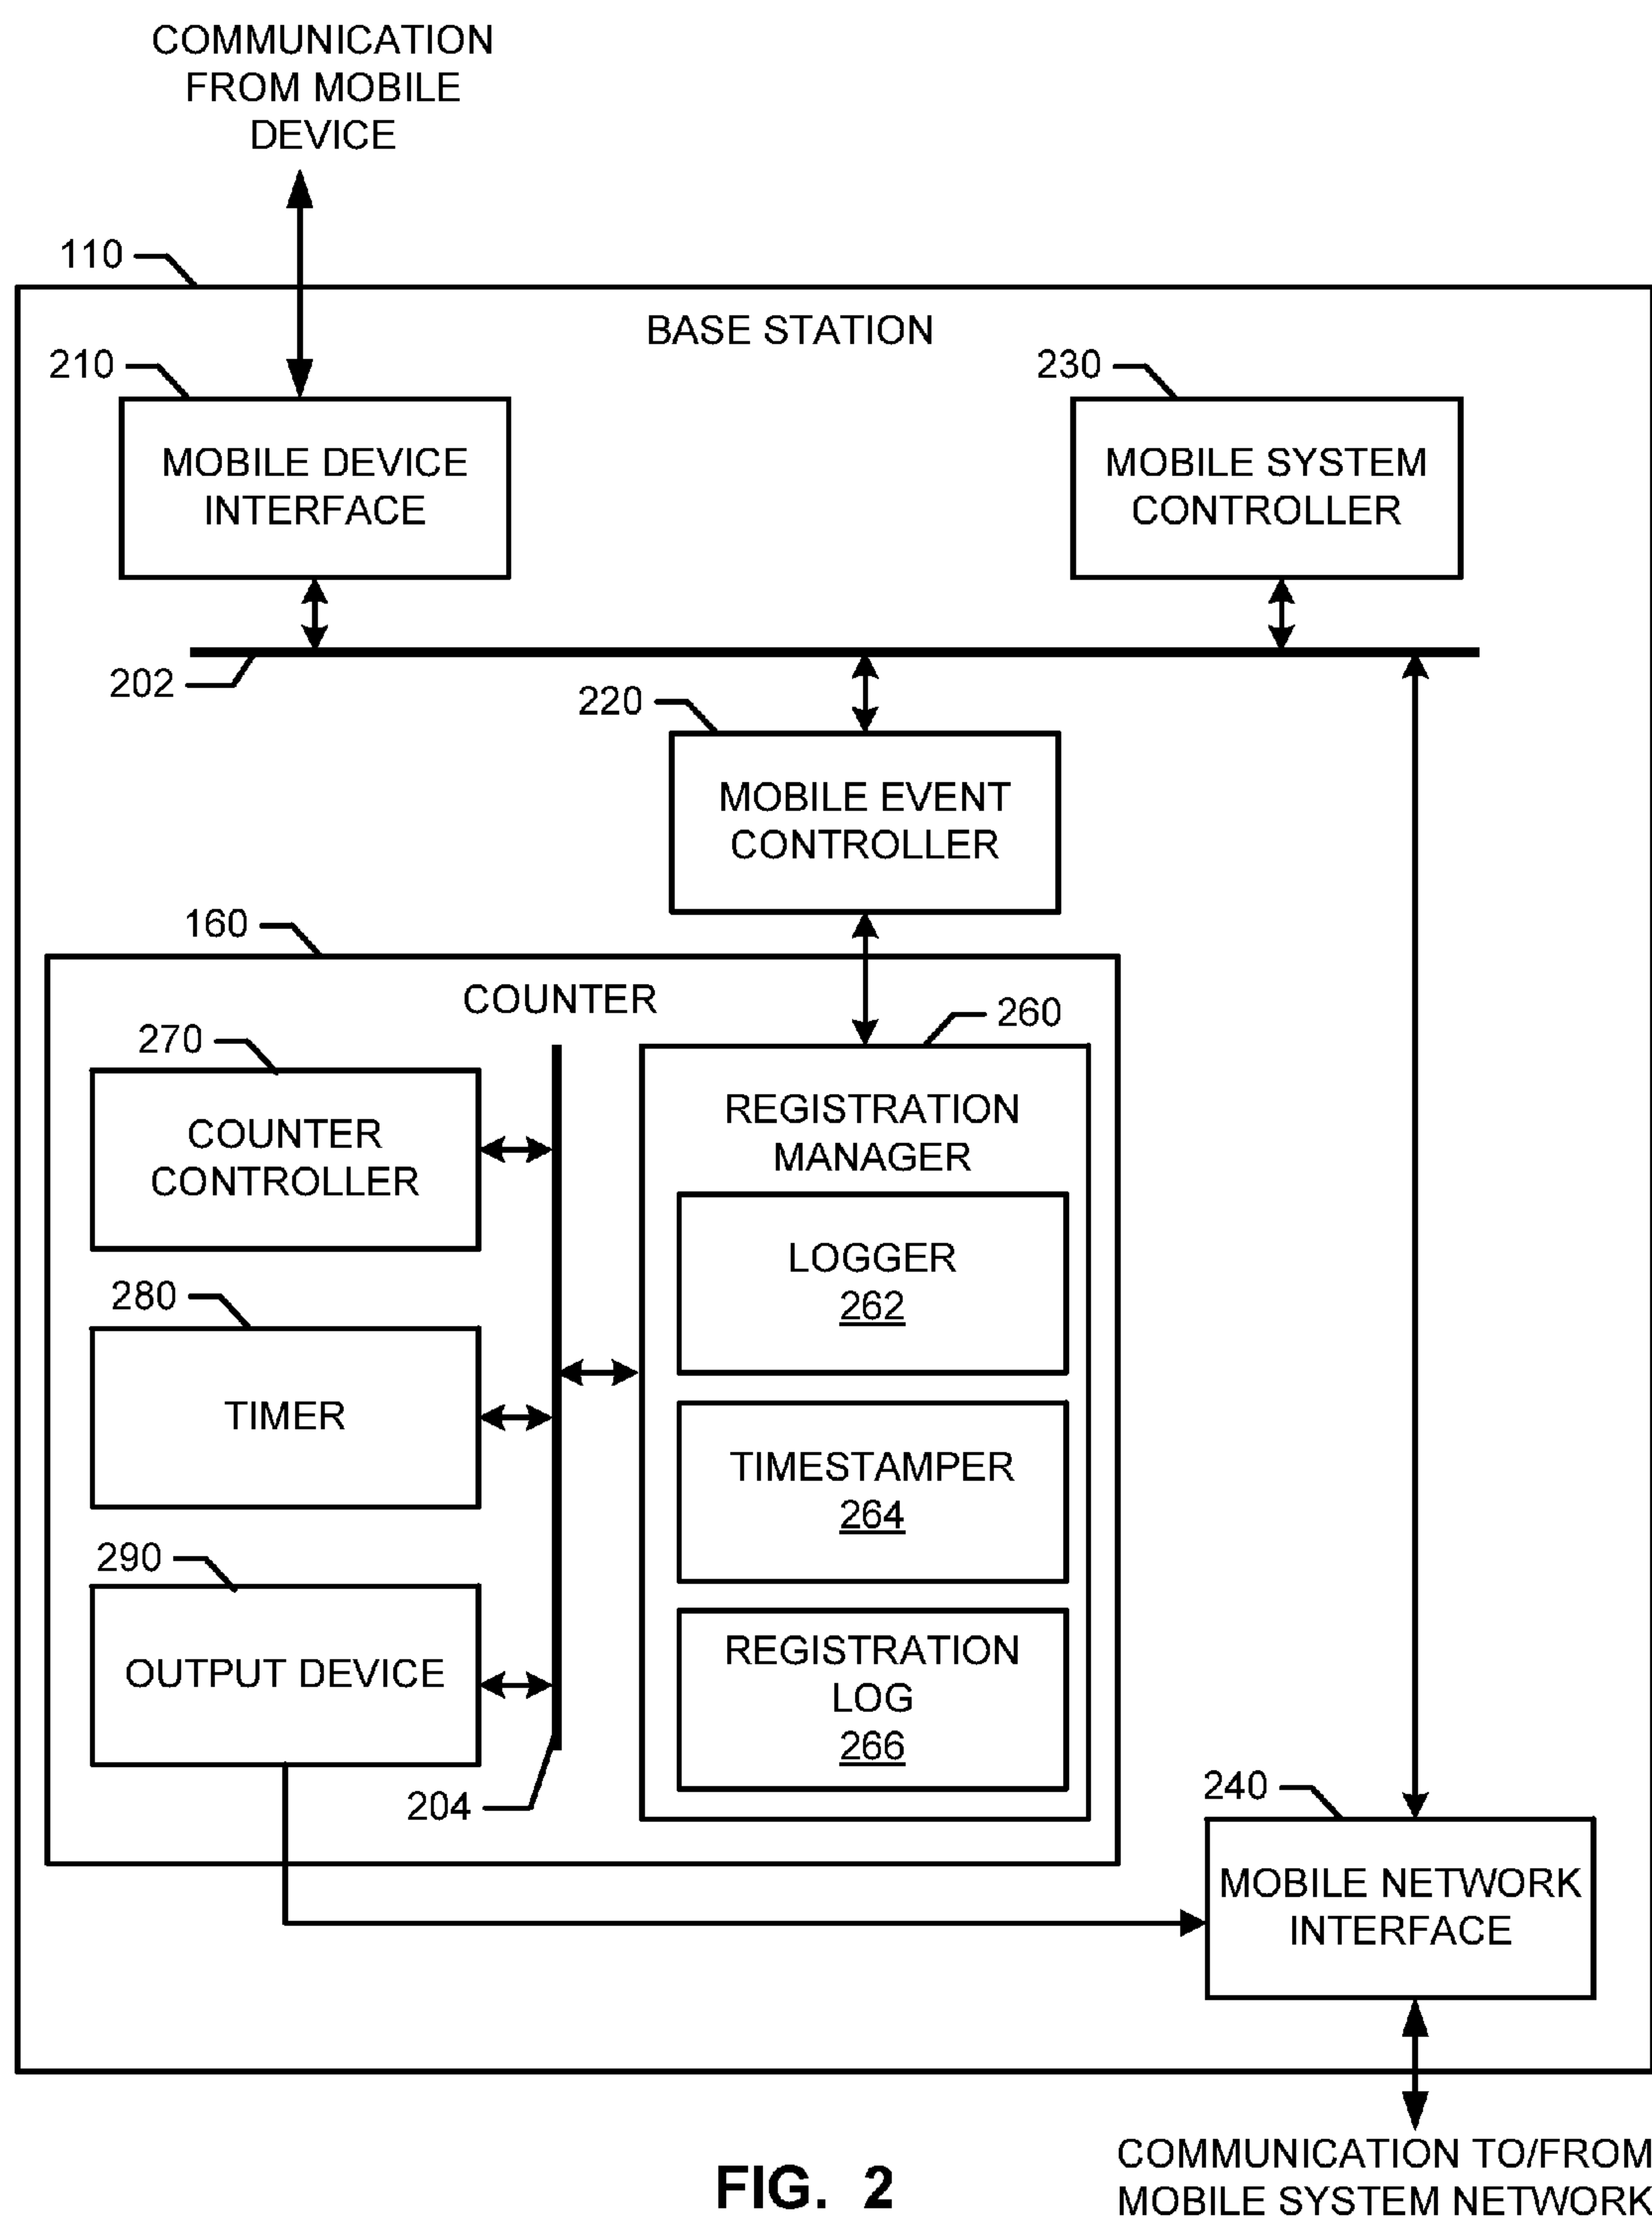 COMMUNICATION
FROM MOBILE
DEVICE
110
BASE STATION
210
230
MOBILE DEVICE
INTERFACE
MOBILE SYSTEM
CONTROLLER
202
220
MOBILE EVENT
CONTROLLER
160
COUNTER
260
270
COUNTER
CONTROLLER
REGISTRATION
MANAGER
LOGGER
262
280
TIMER
TIMESTAMPER
264
290
OUTPUT DEVICE
REGISTRATION
LOG
266
204
240
MOBILE NETWORK
INTERFACE
COMMUNICATION TO/FROM
MOBILE SYSTEM NETWORK
FIG. 2